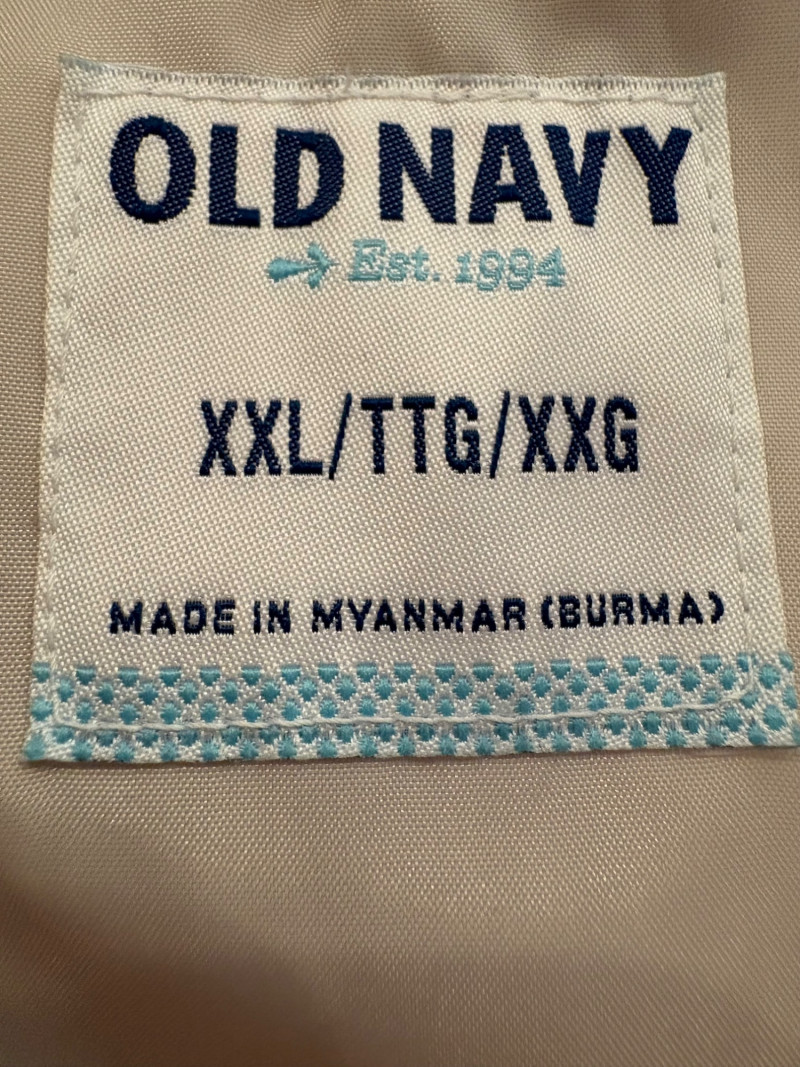 OLD NAVY
Est. 1994
XXL/TTG/XXG
MADE IN MYANMAR (BURMA)